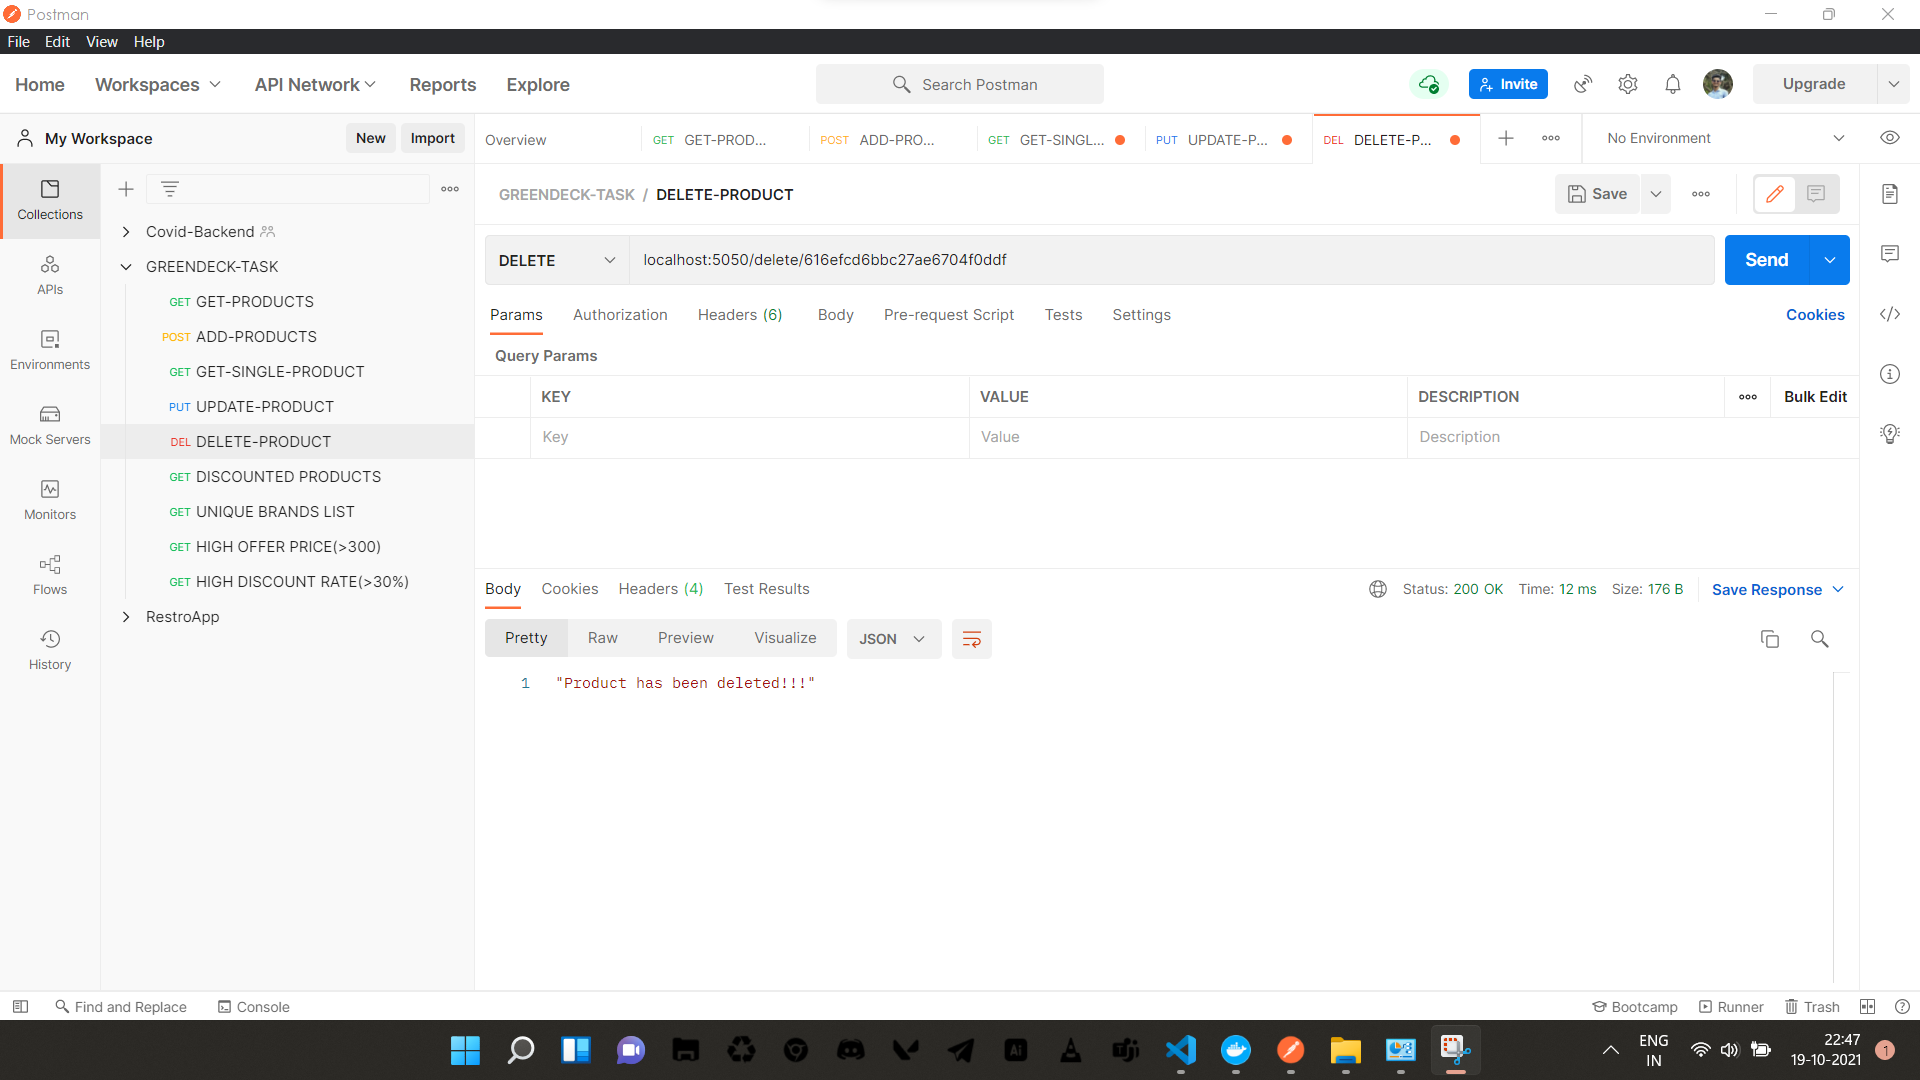 Postman
File Edit View Help
Home Workspaces API Network Reports Explore
Search Postman
Invite
Upgrade
My Workspace
New Import
Overview
GET GET-PROD...
POST ADD-PRO...
GET GET-SINGL...
PUT UPDATE-P...
DEL DELETE-P...
No Environment
Collections
APIs
Environments
Mock Servers
Monitors
Flows
History
Covid-Backend
GREENDECK-TASK
GET GET-PRODUCTS
POST ADD-PRODUCTS
GET GET-SINGLE-PRODUCT
PUT UPDATE-PRODUCT
DEL DELETE-PRODUCT
GET DISCOUNTED PRODUCTS
GET UNIQUE BRANDS LIST
GET HIGH OFFER PRICE(>300)
GET HIGH DISCOUNT RATE(>30%)
RestroApp
GREENDECK-TASK / DELETE-PRODUCT
Save
DELETE localhost:5050/delete/616efcd6bbc27ae6704f0ddf
Send
Params Authorization Headers (6) Body Pre-request Script Tests Settings
Cookies
Query Params
KEY VALUE DESCRIPTION
Bulk Edit
Key Value Description
Body Cookies Headers (4) Test Results
Status: 200 OK Time: 12 ms Size: 176 B
Save Response
Pretty Raw Preview Visualize JSON
1 "Product has been deleted!!!"
Find and Replace Console
Bootcamp Runner Trash
Ai
ENG
IN
22:47
19-10-2021
1